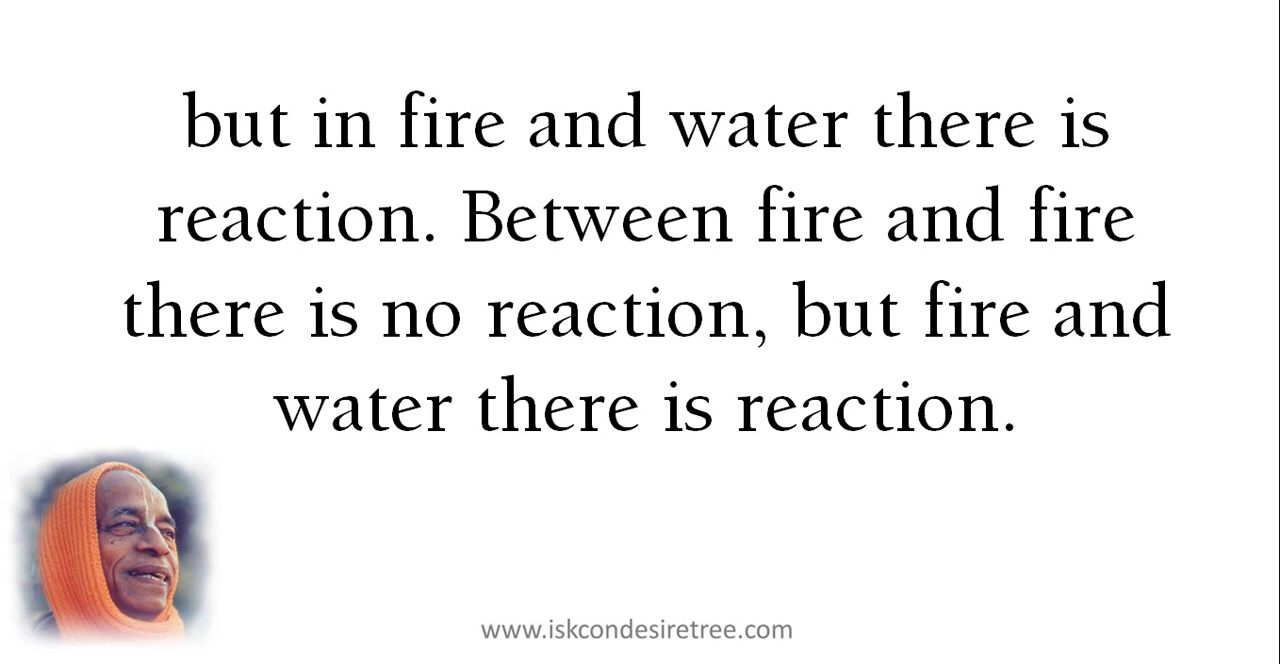 but in fire and water there is
reaction. Between fire and fire
there is no reaction, but fire and
water there is reaction.
www.iskcondesiretree.com